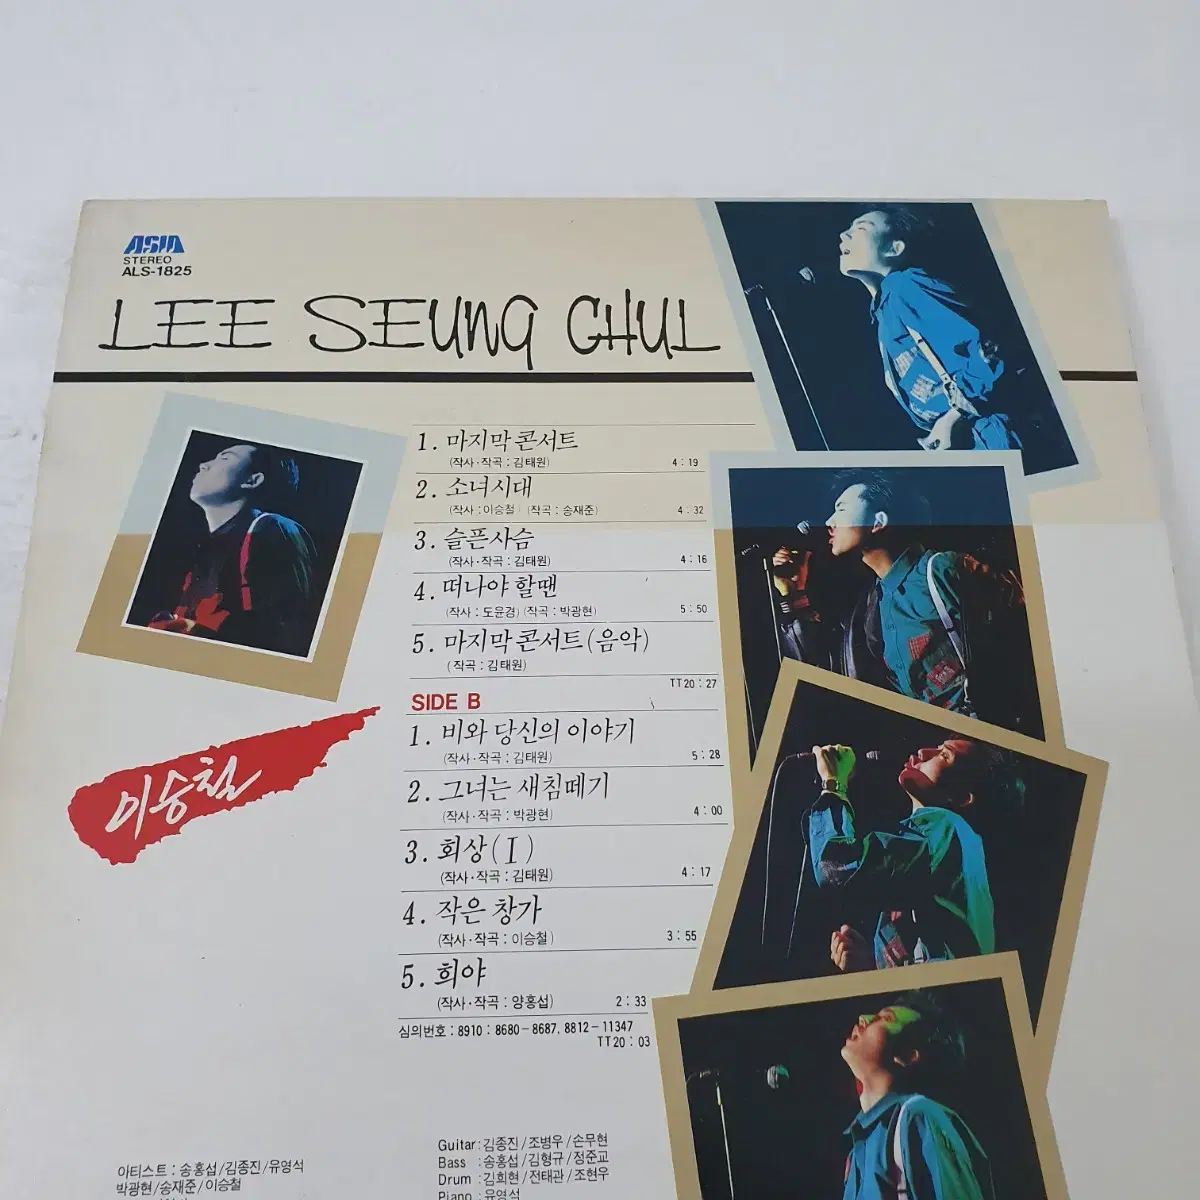 ASIA
STEREO
ALS-1825
LEE SEUNG CHUL
1. 마지막 콘서트
(작사·작곡 : 김태원) 4 : 19
2. 소녀시대
(작사 : 이승철) (작곡 : 송재준) 4 : 32
3. 슬픈사슴
(작사·작곡 : 김태원) 4 : 16
4. 떠나야 할땐
(작사 : 도윤경) (작곡 : 박광현) 5 : 50
5. 마지막 콘서트 (음악)
(작곡 : 김태원)
TT20 : 27
SIDE B
1. 비와 당신의 이야기
(작사·작곡 : 김태원) 5 : 28
2. 그녀는 새침떼기
(작사·작곡 : 박광현) 4 : 00
3. 회상 (I)
(작사·작곡 : 김태원) 4 : 17
4. 작은 창가
(작사·작곡 : 이승철) 3 : 55
5. 희야
(작사·작곡 : 양홍섭) 2 : 33
심의번호 : 8910 : 8680-8687, 8812-11347
TT20 : 03
이승철
아티스트 : 송홍섭/김종진/유영석
박광현/송재준/이승철
Guitar : 김종진/조병우/손무현
Bass : 송홍섭/김형규/정준교
Drum : 김희현/전태관/조현우
Piano : 유영석